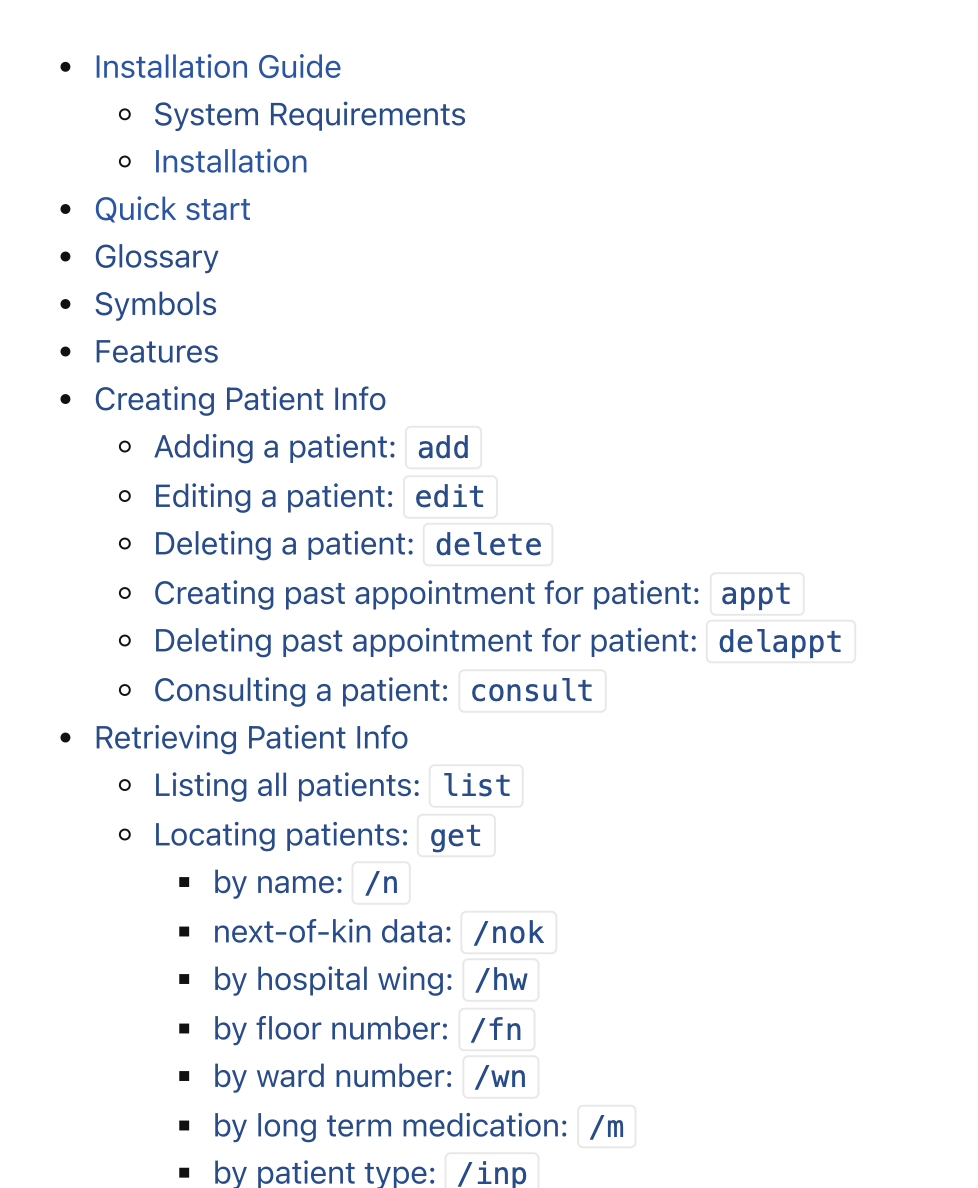 Installation Guide
System Requirements
Installation
Quick start
Glossary
Symbols
Features
Creating Patient Info
Adding a patient: add
Editing a patient: edit
Deleting a patient: delete
Creating past appointment for patient: appt
Deleting past appointment for patient: delappt
Consulting a patient: consult
Retrieving Patient Info
Listing all patients: list
Locating patients: get
by name: /n
next-of-kin data: /nok
by hospital wing: /hw
by floor number: /fn
by ward number: /wn
by long term medication: /m
by patient type: /inp